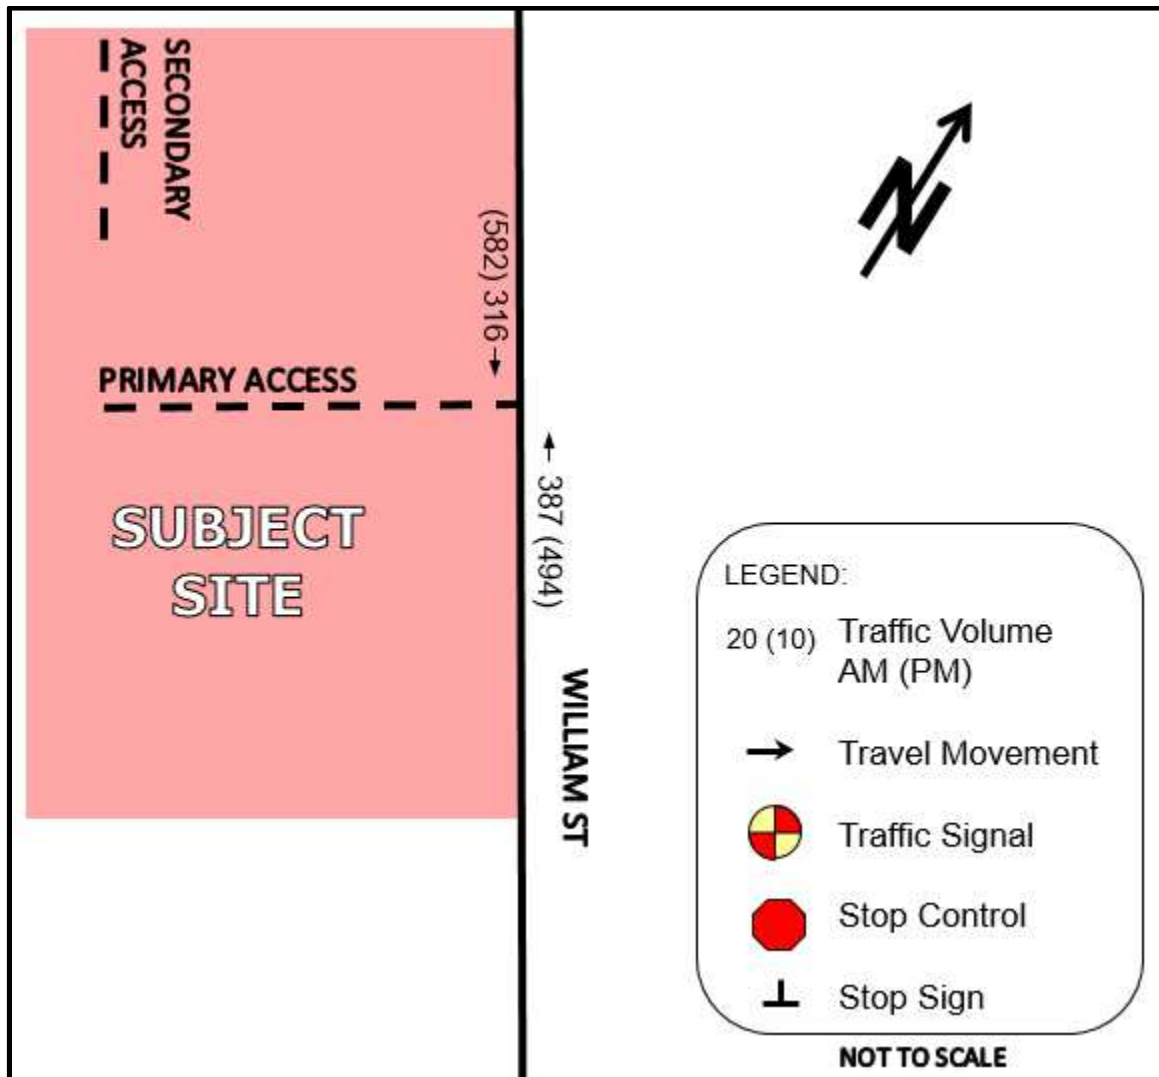 SECONDARY
ACCESS
(582) 316
PRIMARY ACCESS
387 (494)
SUBJECT
SITE
WILLIAM ST
N
LEGEND:
20 (10) Traffic Volume
AM (PM)
Travel Movement
Traffic Signal
Stop Control
Stop Sign
NOT TO SCALE